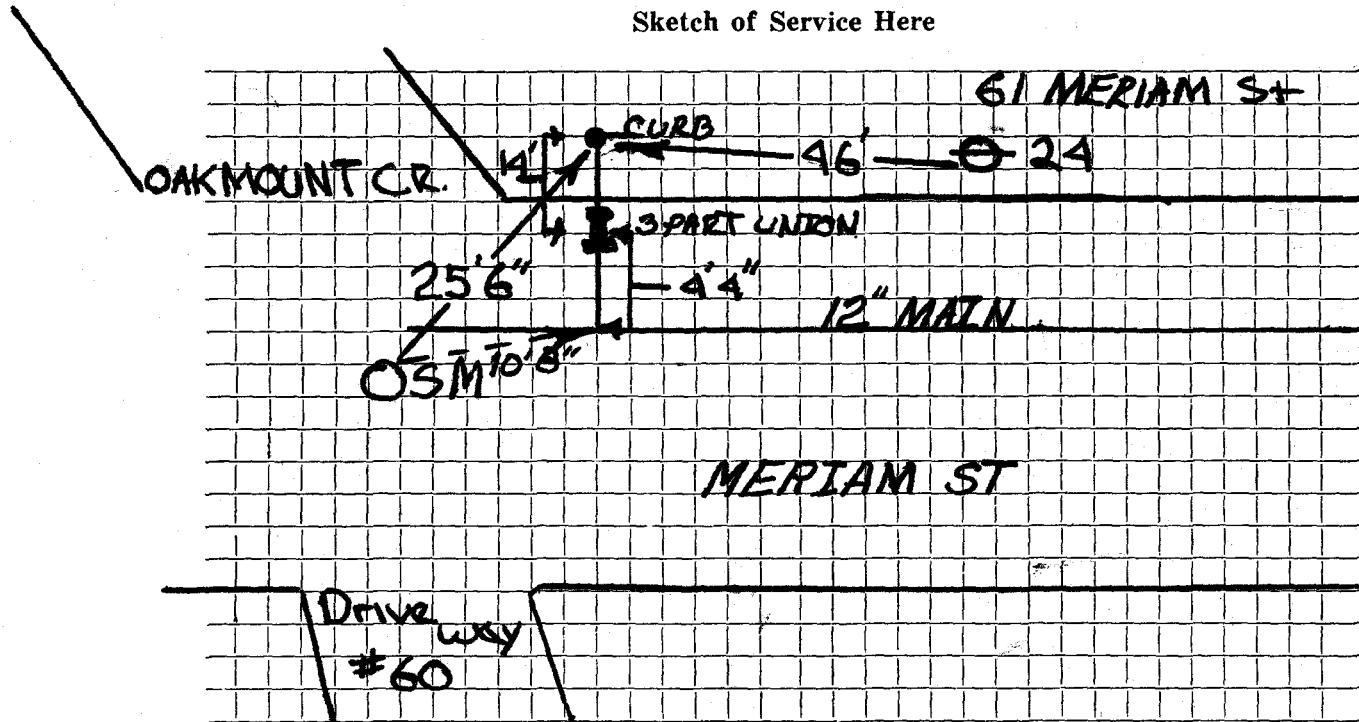 Sketch of Service Here
61 MERIAM St
CURB
46'
24
OAKMOUNT CR.
14'
3 PART UNION
25'6"
4'4"
12" MAIN
SM
10'8"
MERIAM ST
Drive way
#60